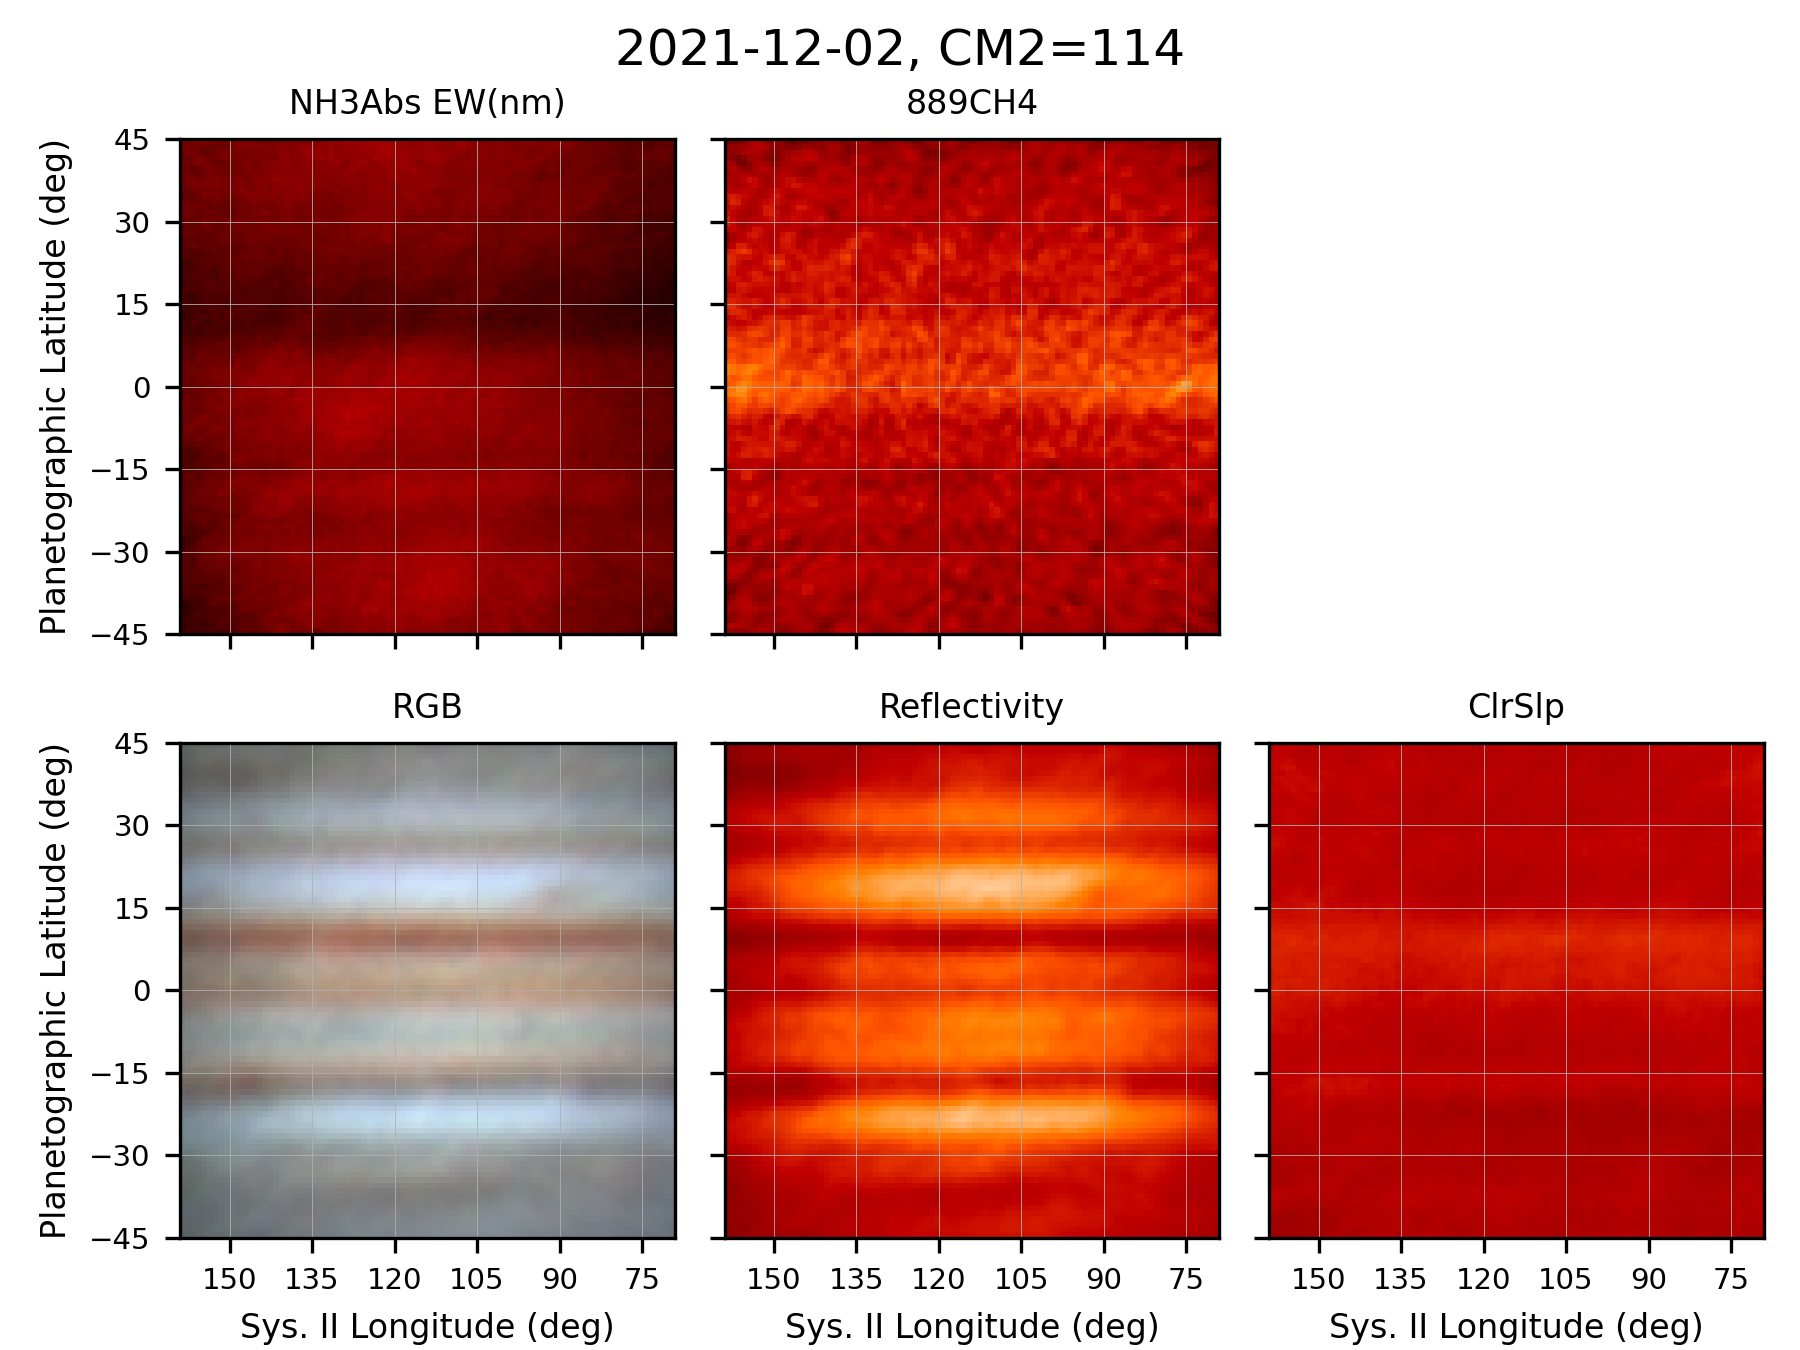 2021-12-02, CM2=114
NH3Abs EW(nm)
889CH4
Planetographic Latitude (deg)
45
30
15
0
−15
−30
−45
RGB
Reflectivity
ClrSlp
Planetographic Latitude (deg)
45
30
15
0
−15
−30
−45
150 135 120 105 90 75
150 135 120 105 90 75
150 135 120 105 90 75
Sys. II Longitude (deg)
Sys. II Longitude (deg)
Sys. II Longitude (deg)